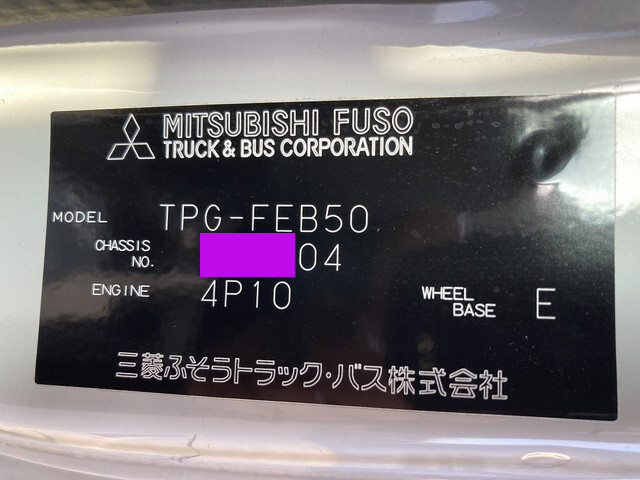 MITSUBISHI FUSO
TRUCK & BUS CORPORATION
MODEL TPG-FEB50
CHASSIS NO. 04
ENGINE 4P10 WHEEL BASE E
三菱ふそうトラック・バス株式会社